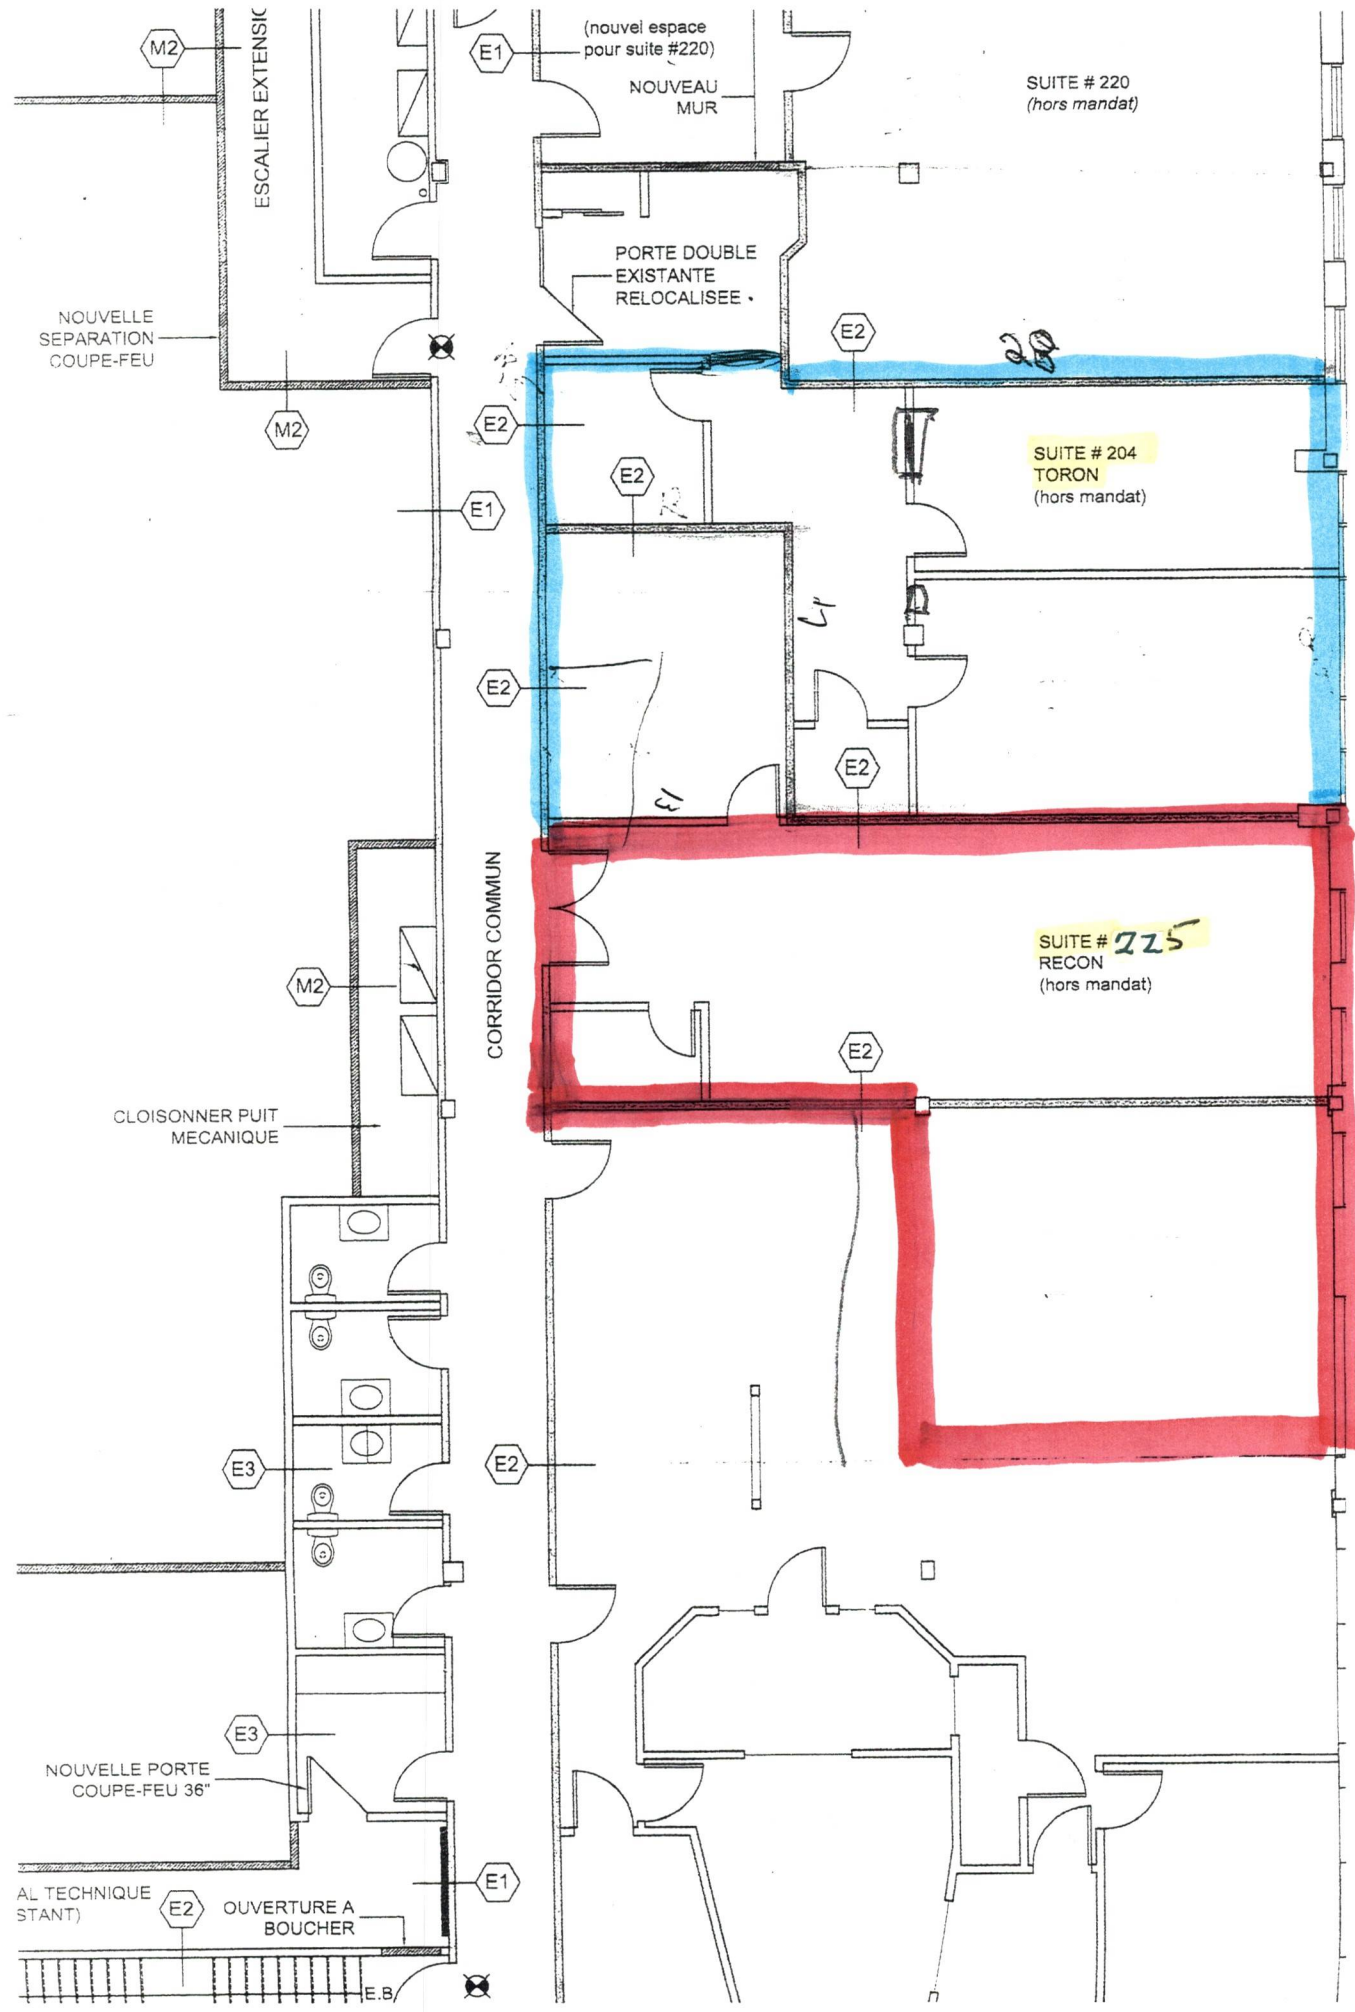 (nouvel espace
pour suite #220)
M2
E1
ESCALIER EXTENSIO
NOUVEAU
MUR
SUITE # 220
(hors mandat)
PORTE DOUBLE
EXISTANTE
RELOCALISEE
NOUVELLE
SEPARATION
COUPE-FEU
E2
M2
E2
E2
E1
SUITE # 204
TORON
(hors mandat)
E2
E2
CORRIDOR COMMUN
SUITE # 225
RECON
(hors mandat)
M2
E2
CLOISONNER PUIT
MECANIQUE
E3
E2
E3
NOUVELLE PORTE
COUPE-FEU 36"
E1
AL TECHNIQUE
STANT)
E2
OUVERTURE A
BOUCHER
E.B.